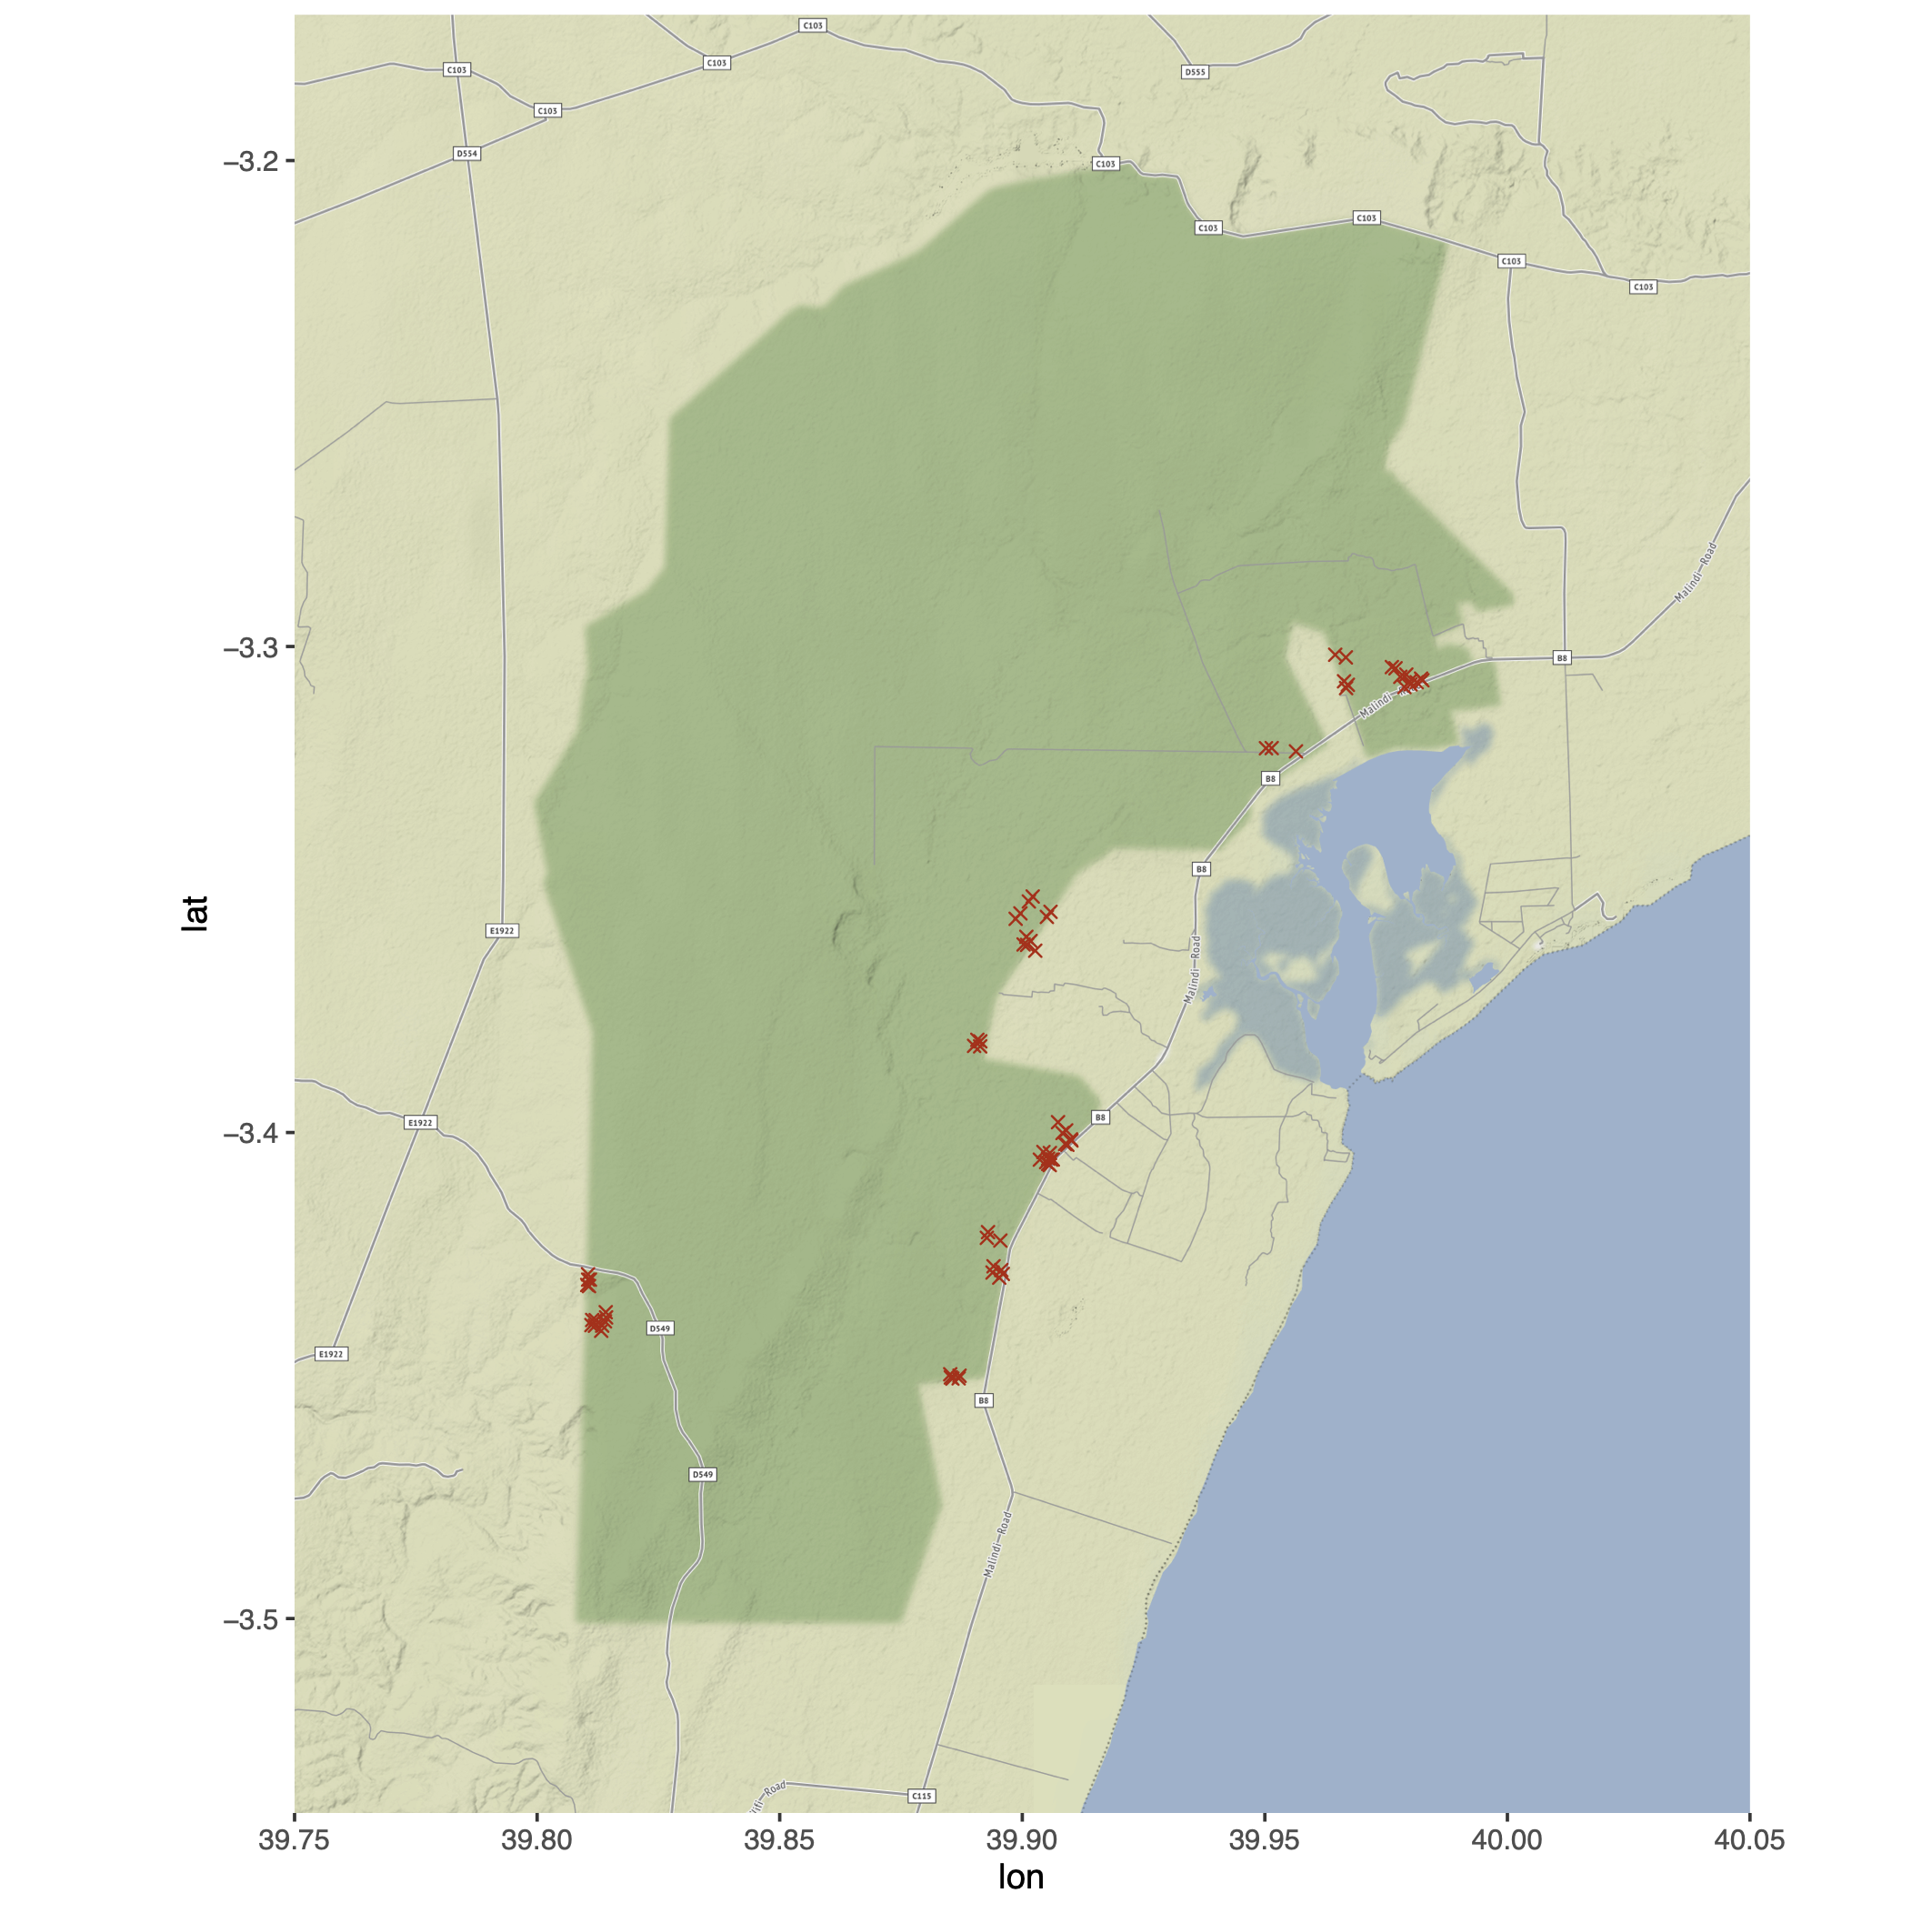 C103
C103
C103
D555
C103
D554
−3.2
C103
C103
C103
C103
C103
Malindi—Road
−3.3
B8
Malindi
B8
B8
lat
E1922
Malindi—Road
B8
E1922
−3.4
D549
E1922
B8
D549
Malindi—Road
−3.5
ifi—Road
C115
39.75 39.80 39.85 39.90 39.95 40.00 40.05
lon